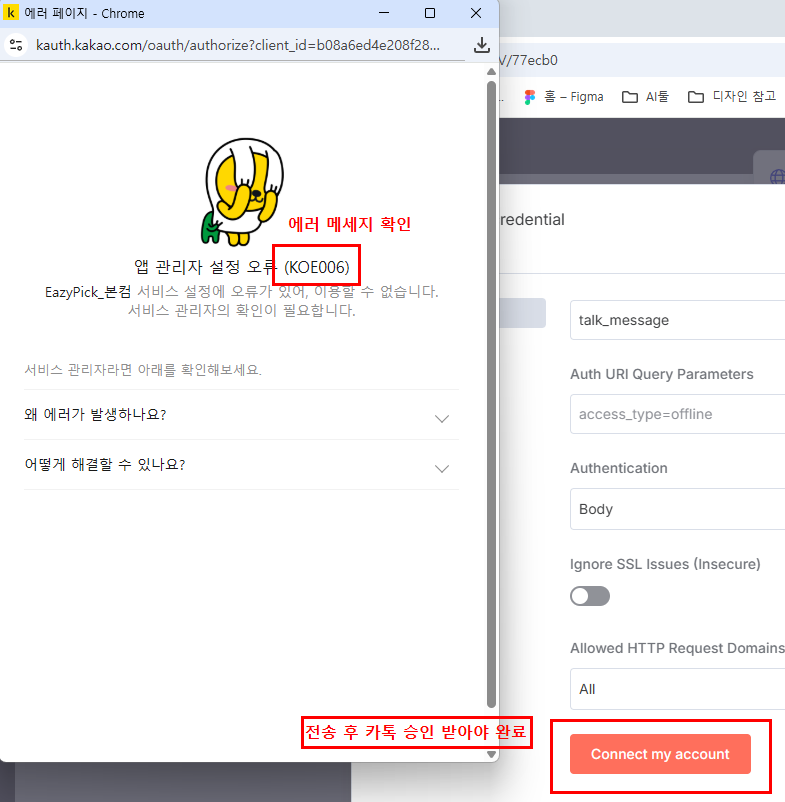 에러 페이지 - Chrome
kauth.kakao.com/oauth/authorize?client_id=b08a6ed4e208f28...
에러 메세지 확인
앱 관리자 설정 오류 (KOE006)
EazyPick_본컴 서비스 설정에 오류가 있어, 이용할 수 없습니다.
서비스 관리자의 확인이 필요합니다.
서비스 관리자라면 아래를 확인해보세요.
왜 에러가 발생하나요?
어떻게 해결할 수 있나요?
전송 후 카톡 승인 받아야 완료
/77ecb0
홈 – Figma
AI툴
디자인 참고
redential
talk_message
Auth URI Query Parameters
access_type=offline
Authentication
Body
Ignore SSL Issues (Insecure)
Allowed HTTP Request Domains
All
Connect my account